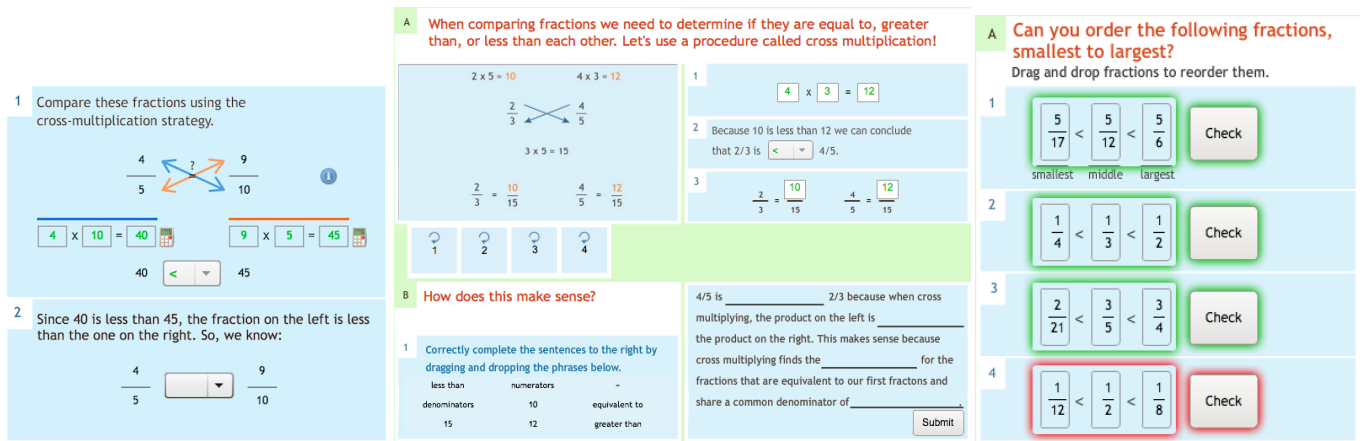 1 Compare these fractions using the
cross-multiplication strategy.
4 ? 9
= 
5 10
4 x 10 = 40 9 x 5 = 45
40 < 45
2 Since 40 is less than 45, the fraction on the left is less
than the one on the right. So, we know:
4 9
5 10
A When comparing fractions we need to determine if they are equal to, greater
than, or less than each other. Let's use a procedure called cross multiplication!
2 x 5 = 10 4 x 3 = 12
2 4
3 5
3 x 5 = 15
2 = 10 4 = 12
3 15 5 15
1 2 3 4
1 4 x 3 = 12
2 Because 10 is less than 12 we can conclude
that 2/3 is < 4/5.
3 2 = 10 4 = 12
3 15 5 15
B How does this make sense?
1 Correctly complete the sentences to the right by
dragging and dropping the phrases below.
less than numerators =
denominators 10 equivalent to
15 12 greater than
4/5 is ____ 2/3 because when cross
multiplying, the product on the left is ____
the product on the right. This makes sense because
cross multiplying finds the ____ for the
fractions that are equivalent to our first fractons and
share a common denominator of ____.
Submit
A Can you order the following fractions,
smallest to largest?
Drag and drop fractions to reorder them.
1 5/17 < 5/12 < 5/6 Check
smallest middle largest
2 1/4 < 1/3 < 1/2 Check
3 2/21 < 3/5 < 3/4 Check
4 1/12 < 1/2 < 1/8 Check